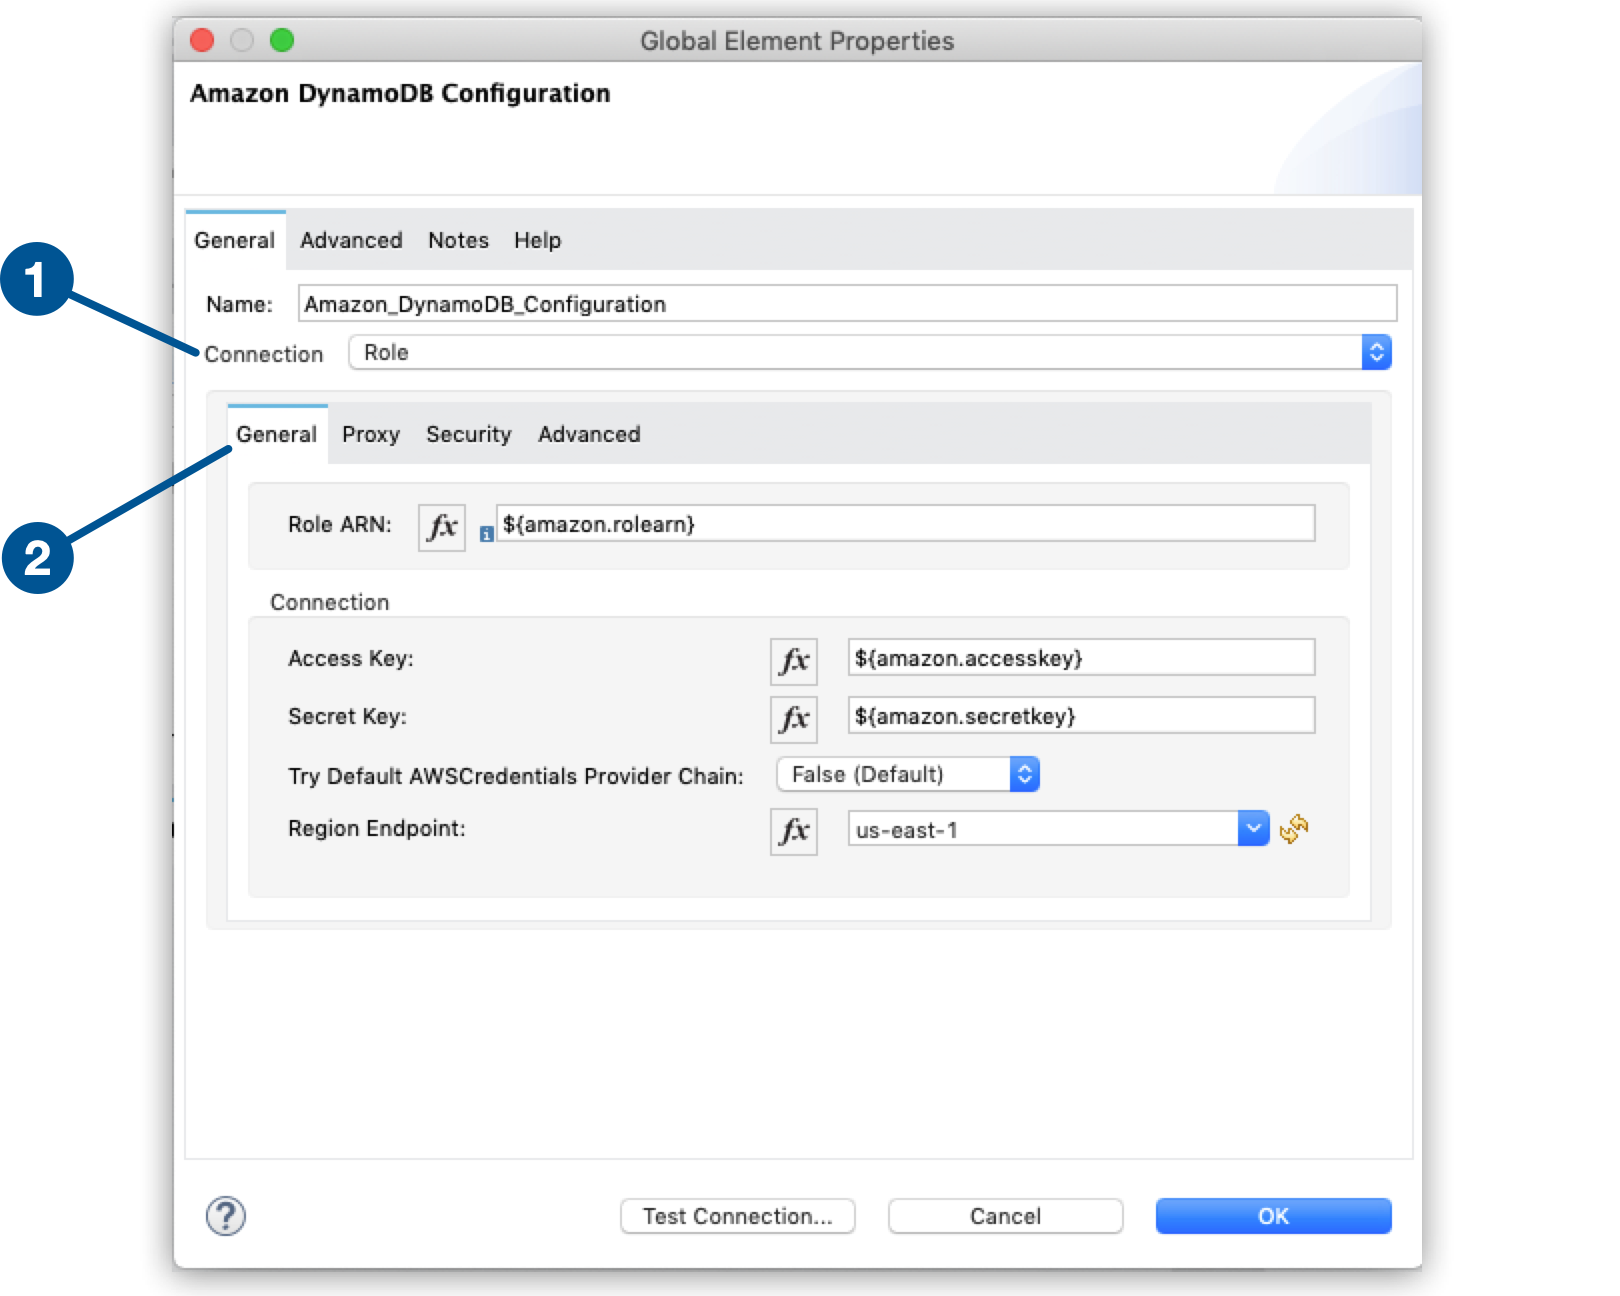 Global Element Properties
Amazon DynamoDB Configuration
General Advanced Notes Help
1
Name: Amazon_DynamoDB_Configuration
Connection Role
General Proxy Security Advanced
2
Role ARN: fx i ${amazon.rolearn}
Connection
Access Key: fx ${amazon.accesskey}
Secret Key: fx ${amazon.secretkey}
Try Default AWSCredentials Provider Chain: False (Default)
Region Endpoint: fx us-east-1
? Test Connection... Cancel OK